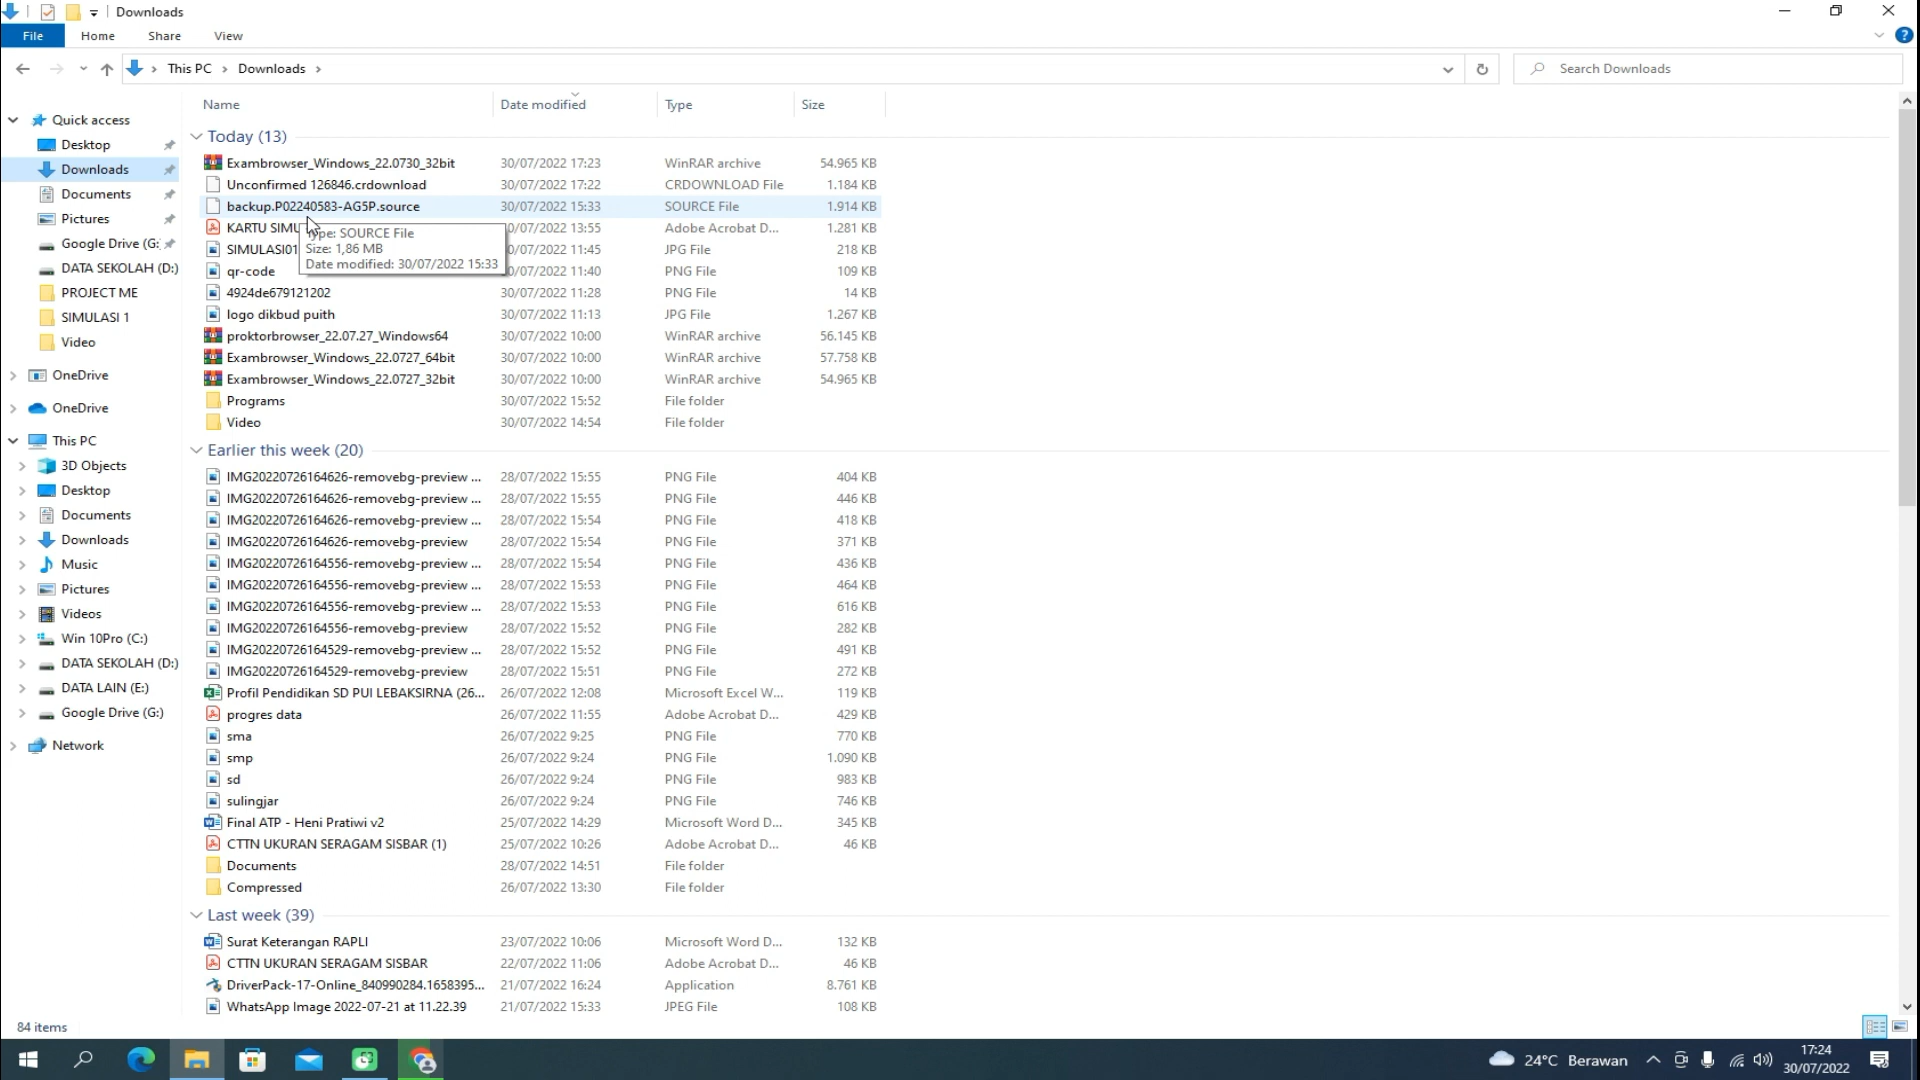 Downloads
File Home Share View
This PC Downloads Search Downloads
Name Date modified Type Size
Quick access
Desktop
Downloads
Documents
Pictures
Google Drive (G:
DATA SEKOLAH (D:)
PROJECT ME
SIMULASI 1
Video
OneDrive
OneDrive
This PC
3D Objects
Desktop
Documents
Downloads
Music
Pictures
Videos
Win 10Pro (C:)
DATA SEKOLAH (D:)
DATA LAIN (E:)
Google Drive (G:)
Network
Today (13)
Exambrowser_Windows_22.0730_32bit 30/07/2022 17:23 WinRAR archive 54.965 KB
Unconfirmed 126846.crdownload 30/07/2022 17:22 CRDOWNLOAD File 1.184 KB
backup.P02240583-AG5P.source 30/07/2022 15:33 SOURCE File 1.914 KB
KARTU SIMU 0/07/2022 13:55 Adobe Acrobat D... 1.281 KB
SIMULASI01 0/07/2022 11:45 JPG File 218 KB
qr-code 0/07/2022 11:40 PNG File 109 KB
Type: SOURCE File
Size: 1,86 MB
Date modified: 30/07/2022 15:33
4924de679121202 30/07/2022 11:28 PNG File 14 KB
logo dikbud puith 30/07/2022 11:13 JPG File 1.267 KB
proktorbrowser_22.07.27_Windows64 30/07/2022 10:00 WinRAR archive 56.145 KB
Exambrowser_Windows_22.0727_64bit 30/07/2022 10:00 WinRAR archive 57.758 KB
Exambrowser_Windows_22.0727_32bit 30/07/2022 10:00 WinRAR archive 54.965 KB
Programs 30/07/2022 15:52 File folder
Video 30/07/2022 14:54 File folder
Earlier this week (20)
IMG20220726164626-removebg-preview ... 28/07/2022 15:55 PNG File 404 KB
IMG20220726164626-removebg-preview ... 28/07/2022 15:55 PNG File 446 KB
IMG20220726164626-removebg-preview ... 28/07/2022 15:54 PNG File 418 KB
IMG20220726164626-removebg-preview 28/07/2022 15:54 PNG File 371 KB
IMG20220726164556-removebg-preview ... 28/07/2022 15:54 PNG File 436 KB
IMG20220726164556-removebg-preview ... 28/07/2022 15:53 PNG File 464 KB
IMG20220726164556-removebg-preview ... 28/07/2022 15:53 PNG File 616 KB
IMG20220726164556-removebg-preview 28/07/2022 15:52 PNG File 282 KB
IMG20220726164529-removebg-preview ... 28/07/2022 15:52 PNG File 491 KB
IMG20220726164529-removebg-preview 28/07/2022 15:51 PNG File 272 KB
Profil Pendidikan SD PUI LEBAKSIRNA (26... 26/07/2022 12:08 Microsoft Excel W... 119 KB
progres data 26/07/2022 11:55 Adobe Acrobat D... 429 KB
sma 26/07/2022 9:25 PNG File 770 KB
smp 26/07/2022 9:24 PNG File 1.090 KB
sd 26/07/2022 9:24 PNG File 983 KB
sulingjar 26/07/2022 9:24 PNG File 746 KB
Final ATP - Heni Pratiwi v2 25/07/2022 14:29 Microsoft Word D... 345 KB
CTTN UKURAN SERAGAM SISBAR (1) 25/07/2022 10:26 Adobe Acrobat D... 46 KB
Documents 28/07/2022 14:51 File folder
Compressed 26/07/2022 13:30 File folder
Last week (39)
Surat Keterangan RAPLI 23/07/2022 10:06 Microsoft Word D... 132 KB
CTTN UKURAN SERAGAM SISBAR 22/07/2022 11:06 Adobe Acrobat D... 46 KB
DriverPack-17-Online_840990284.1658395... 21/07/2022 16:24 Application 8.761 KB
WhatsApp Image 2022-07-21 at 11.22.39 21/07/2022 15:33 JPEG File 108 KB
84 items
24°C Berawan
17:24
30/07/2022